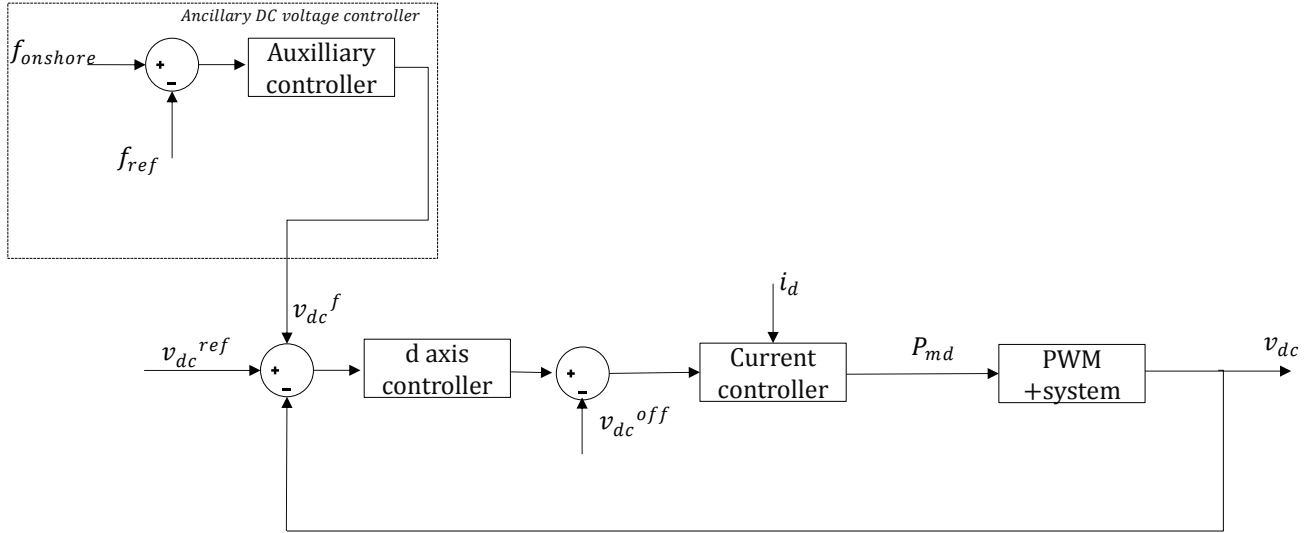 Ancillary DC voltage controller
f_onshore
+
-
Auxilliary
controller
f_ref
v_dc^f
i_d
v_dc^ref
+
-
d axis
controller
+
-
v_dc^off
Current
controller
P_md
PWM
+system
v_dc